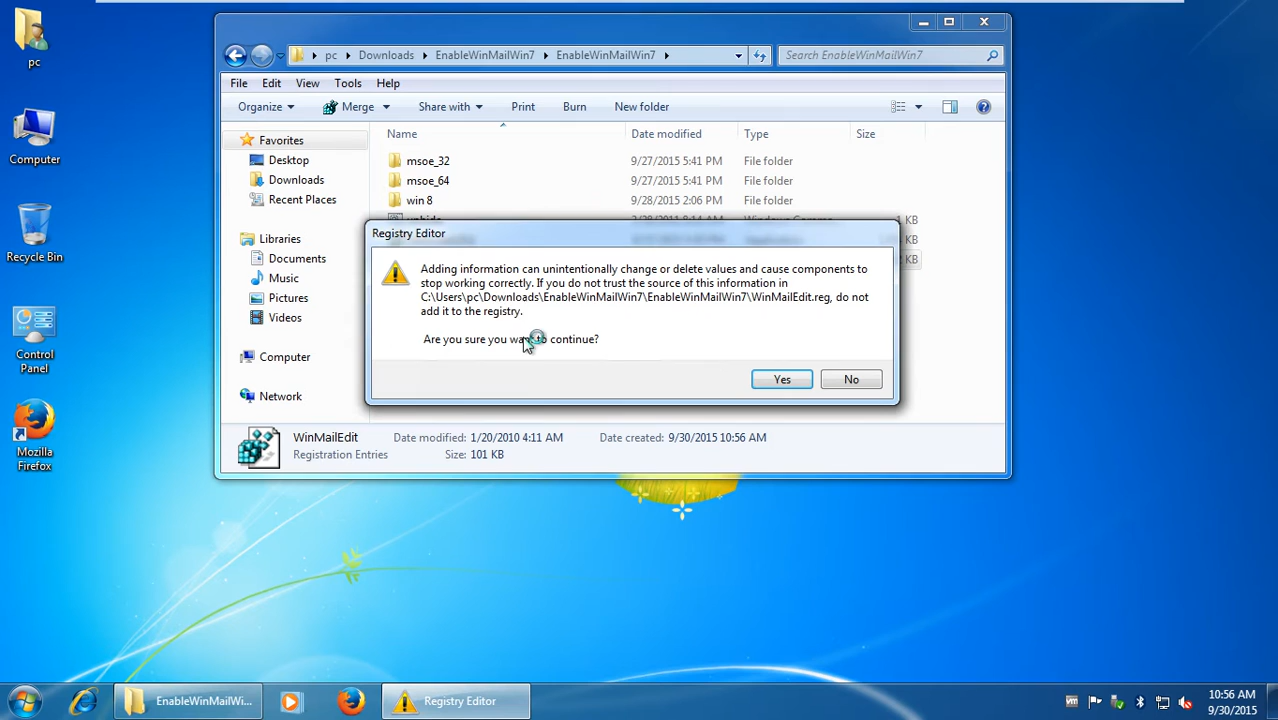 pc
Computer
Recycle Bin
Control
Panel
Mozilla
Firefox
pc
Downloads
EnableWinMailWin7
EnableWinMailWin7
Search EnableWinMailWin7
File Edit View Tools Help
Organize Merge Share with Print Burn New folder
Favorites
Desktop
Downloads
Recent Places
Libraries
Documents
Music
Pictures
Videos
Computer
Network
Name Date modified Type Size
msoe_32 9/27/2015 5:41 PM File folder
msoe_64 9/27/2015 5:41 PM File folder
win 8 9/28/2015 2:06 PM File folder
KB
KB
KB
Registry Editor
Adding information can unintentionally change or delete values and cause components to
stop working correctly. If you do not trust the source of this information in
C:\Users\pc\Downloads\EnableWinMailWin7\EnableWinMailWin7\WinMailEdit.reg, do not
add it to the registry.
Are you sure you want to continue?
Yes No
WinMailEdit Date modified: 1/20/2010 4:11 AM Date created: 9/30/2015 10:56 AM
Registration Entries Size: 101 KB
EnableWinMailWi...
Registry Editor
vm
10:56 AM
9/30/2015